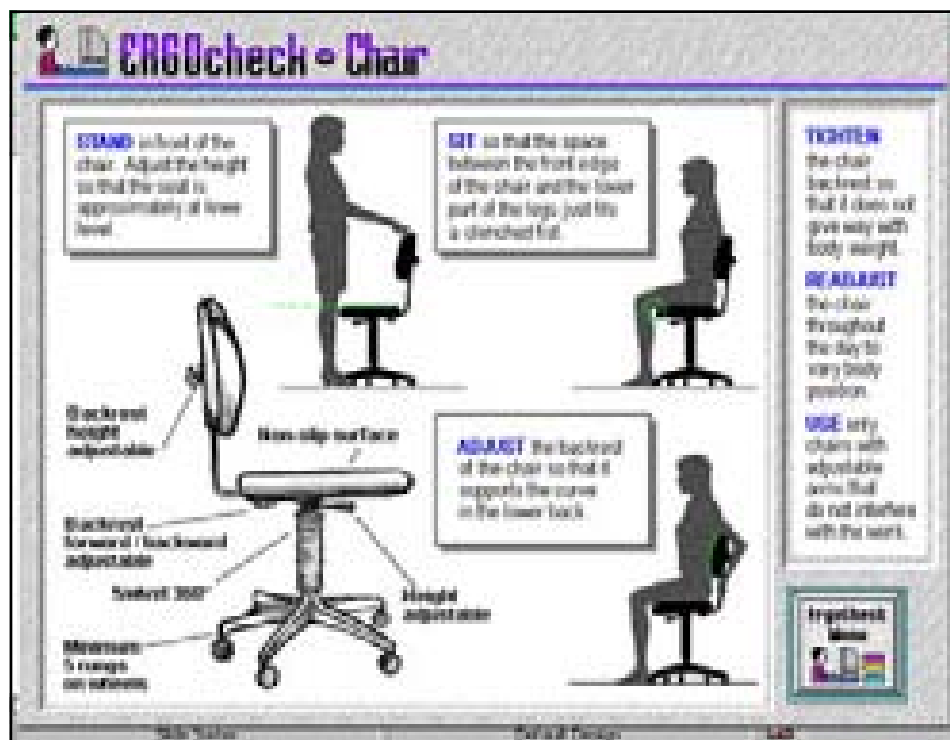 ERGOcheck - Chair
STAND in front of the
chair. Adjust the height
so that the seat is
approximately at knee
level.
SIT so that the space
between the front edge
of the chair and the lower
part of the legs just fits
a clenched fist.
Backrest
height
adjustable
Non-slip surface
Backrest
forward / backward
adjustable
Swivel 360°
Height
adjustable
Minimum
5 rungs
on wheels
ADJUST the backrest
of the chair so that it
supports the curve
in the lower back.
TIGHTEN
the chair
backrest so
that it does not
give way with
body weight.
READJUST
the chair
throughout
the day to
vary body
position.
USE only
chairs with
adjustable
arms that
do not interfere
with the work.
ErgoCheck
Menu
Default Design